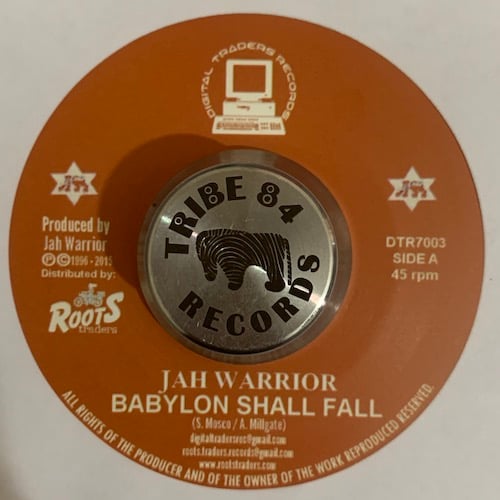 DIGITAL TRADERS RECORDS
TRIBE 84
RECORDS
Produced by
Jah Warrior
Ⓟ©1996 - 2015
Distributed by:
ROOTS
traders
DTR7003
SIDE A
45 rpm
JAH WARRIOR
BABYLON SHALL FALL
(S. Mosco / A. Millgate)
digitaltradersrec@gmail.com
roots.traders.records@gmail.com
www.rootstraders.com
ALL RIGHTS OF THE PRODUCER AND OF THE OWNER OF THE WORK REPRODUCED RESERVED.